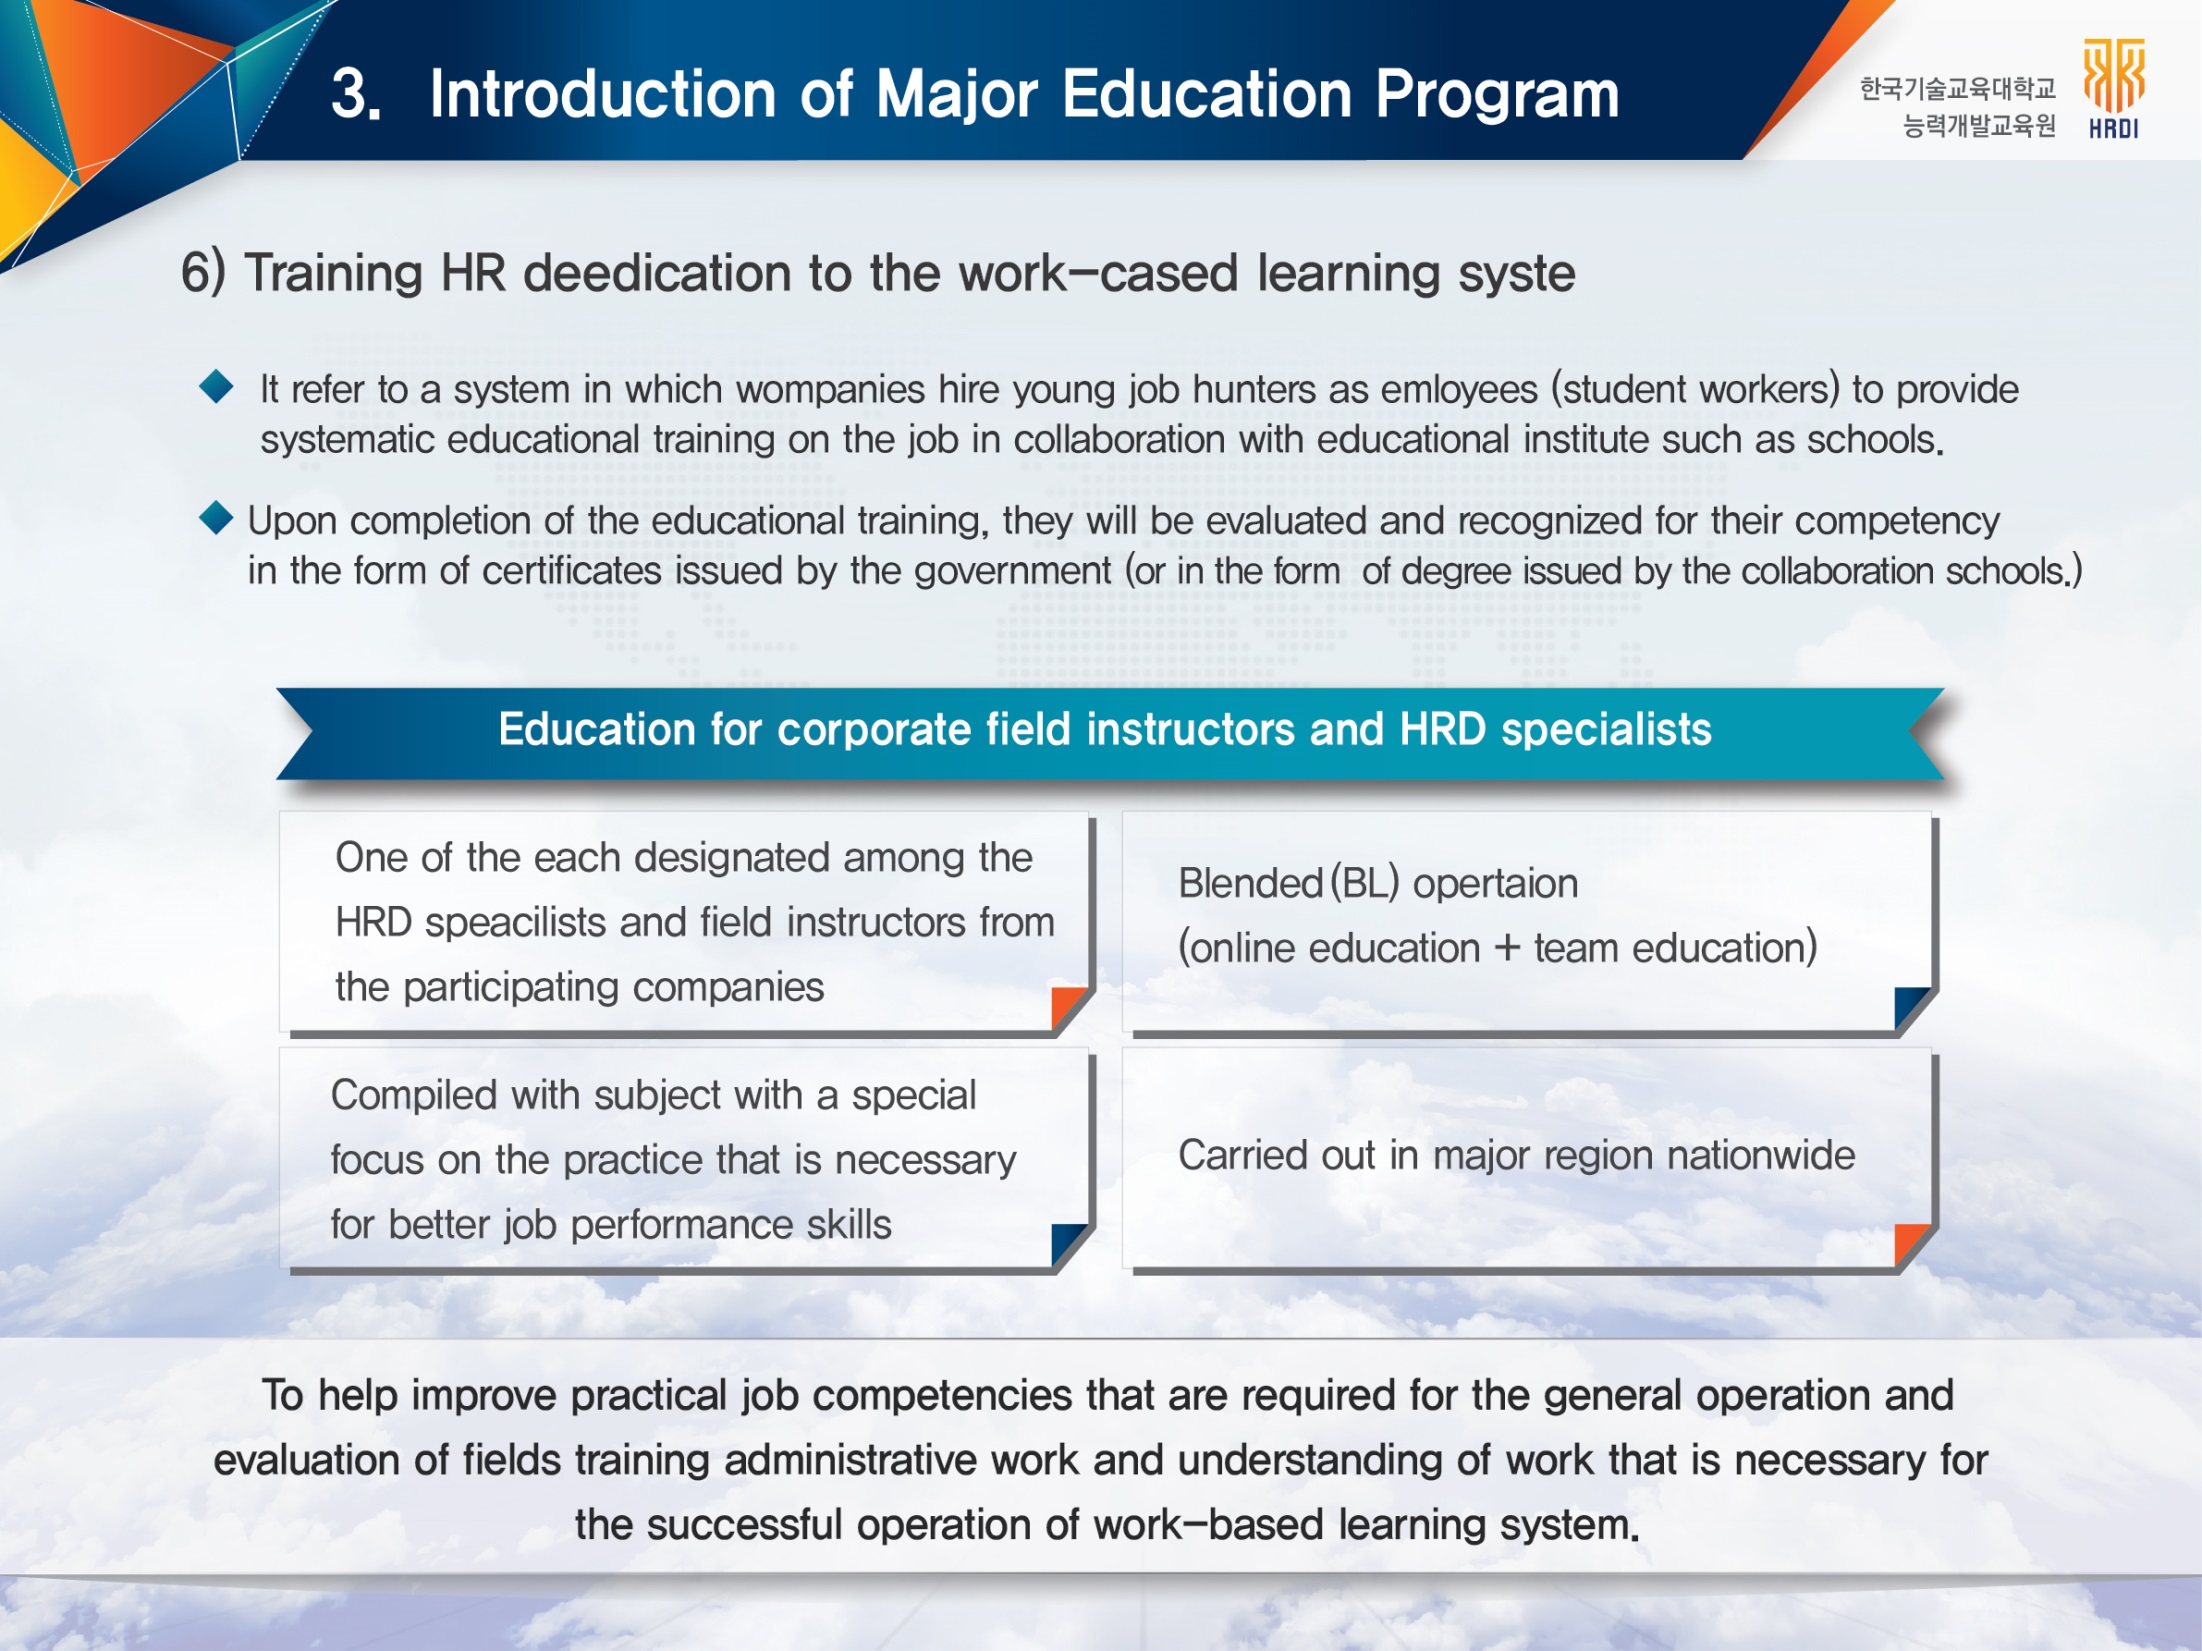 3. Introduction of Major Education Program
한국기술교육대학교
능력개발교육원
HRDI
6) Training HR deedication to the work-cased learning syste
It refer to a system in which wompanies hire young job hunters as emloyees (student workers) to provide
systematic educational training on the job in collaboration with educational institute such as schools.
Upon completion of the educational training, they will be evaluated and recognized for their competency
in the form of certificates issued by the government (or in the form of degree issued by the collaboration schools.)
Education for corporate field instructors and HRD specialists
One of the each designated among the
HRD speacilists and field instructors from
the participating companies
Blended(BL) opertaion
(online education + team education)
Compiled with subject with a special
focus on the practice that is necessary
for better job performance skills
Carried out in major region nationwide
To help improve practical job competencies that are required for the general operation and
evaluation of fields training administrative work and understanding of work that is necessary for
the successful operation of work-based learning system.